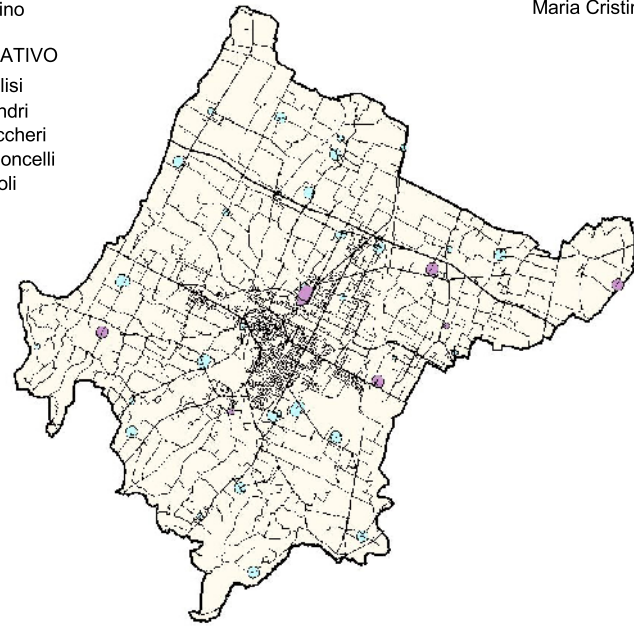 ino
Maria Cristin
ATIVO
lisi
ndri
ccheri
oncelli
oli